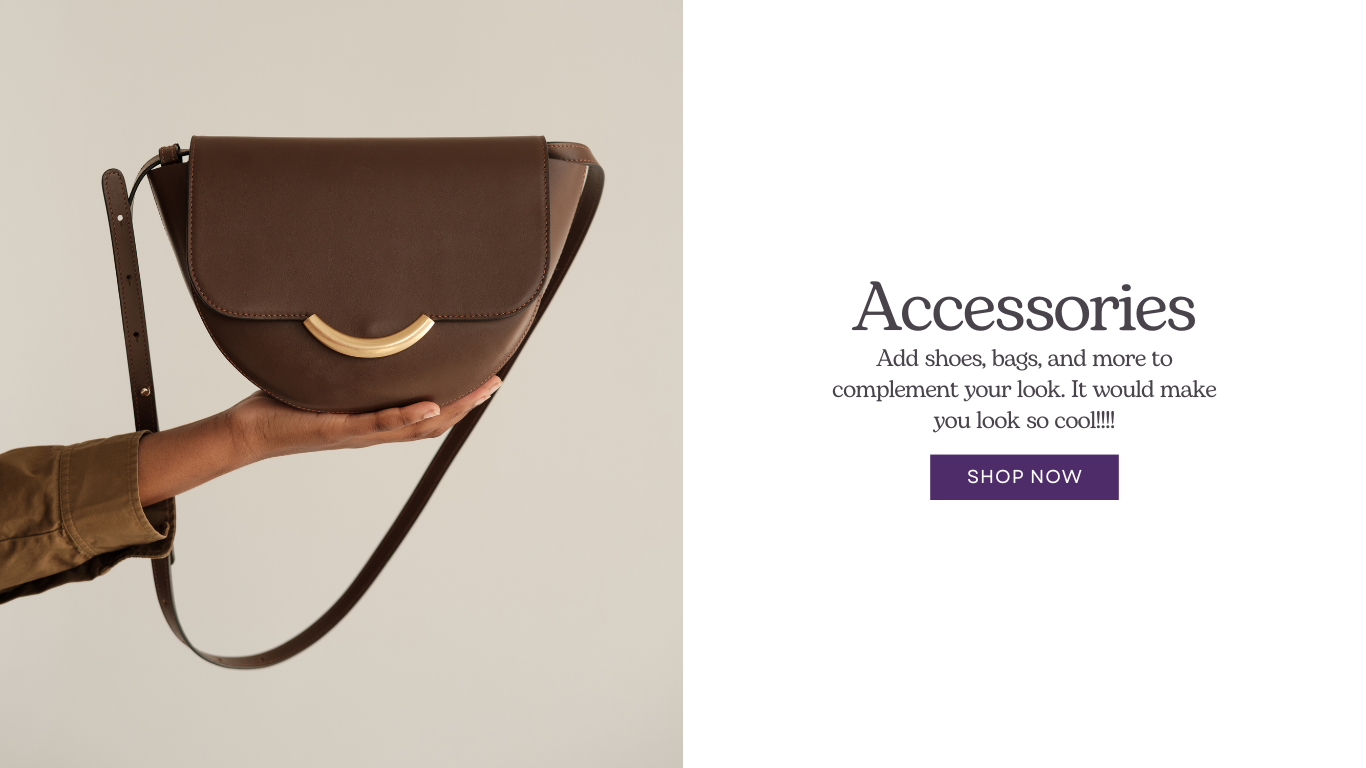 Accessories
Add shoes, bags, and more to
complement your look. It would make
you look so cool!!!!
SHOP NOW